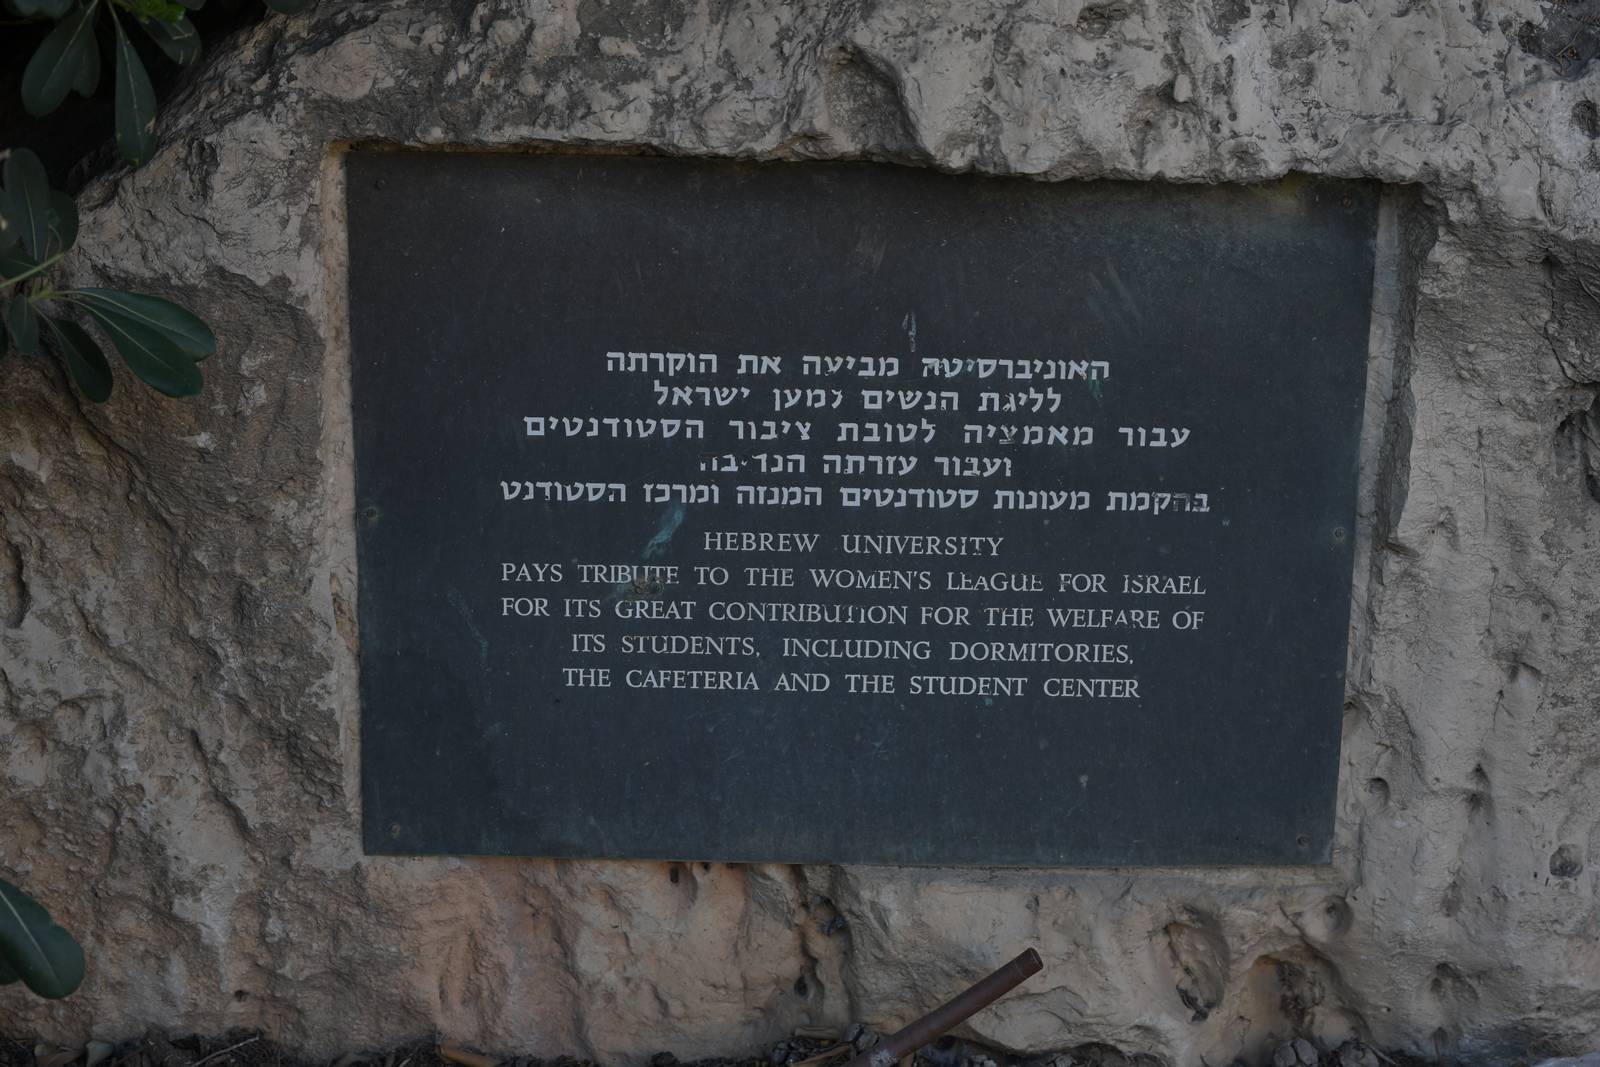 האוניברסיטה מביעה את הוקרתה
לליגת הנשים למען ישראל
עבור מאמציה לטובת ציבור הסטודנטים
ועבור עזרתה הנדיבה
בהקמת מעונות סטודנטים המנזה ומרכז הסטודנט
HEBREW UNIVERSITY
PAYS TRIBUTE TO THE WOMEN'S LEAGUE FOR ISRAEL
FOR ITS GREAT CONTRIBUTION FOR THE WELFARE OF
ITS STUDENTS, INCLUDING DORMITORIES,
THE CAFETERIA AND THE STUDENT CENTER